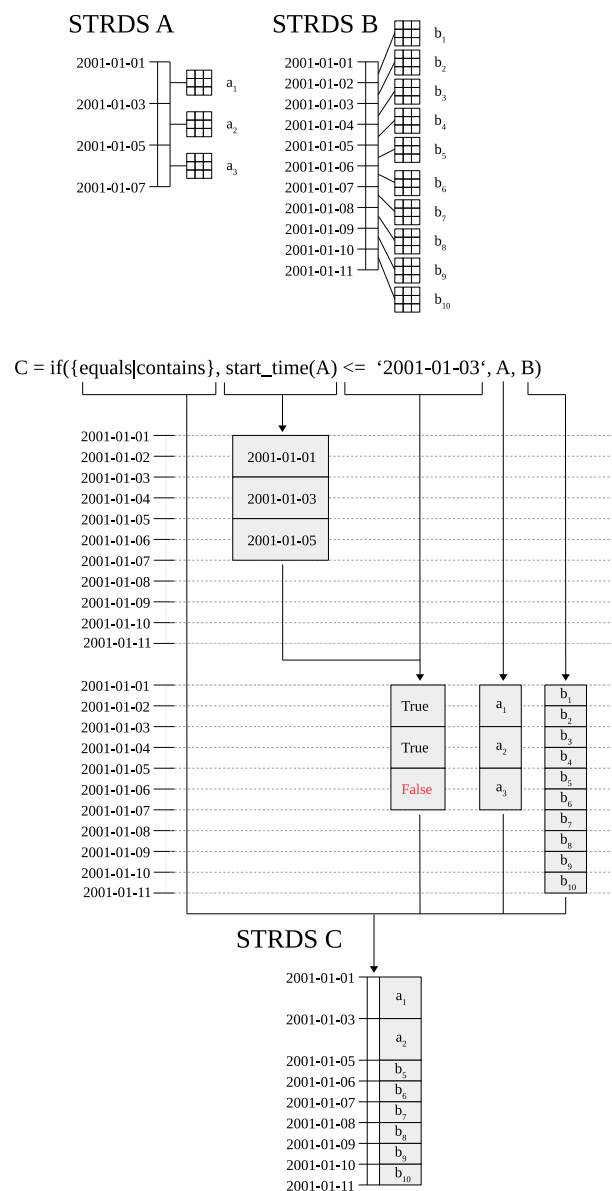 STRDS A
STRDS B
2001-01-01
2001-01-03
2001-01-05
2001-01-07
a1
a2
a3
2001-01-01
2001-01-02
2001-01-03
2001-01-04
2001-01-05
2001-01-06
2001-01-07
2001-01-08
2001-01-09
2001-01-10
2001-01-11
b1
b2
b3
b4
b5
b6
b7
b8
b9
b10
C = if({equals|contains}, start_time(A) <= ‘2001-01-03‘, A, B)
2001-01-01
2001-01-02
2001-01-03
2001-01-04
2001-01-05
2001-01-06
2001-01-07
2001-01-08
2001-01-09
2001-01-10
2001-01-11
2001-01-01
2001-01-03
2001-01-05
2001-01-01
2001-01-02
2001-01-03
2001-01-04
2001-01-05
2001-01-06
2001-01-07
2001-01-08
2001-01-09
2001-01-10
2001-01-11
True
True
False
a1
a2
a3
b1
b2
b3
b4
b5
b6
b7
b8
b9
b10
STRDS C
2001-01-01
2001-01-03
2001-01-05
2001-01-06
2001-01-07
2001-01-08
2001-01-09
2001-01-10
2001-01-11
a1
a2
b5
b6
b7
b8
b9
b10